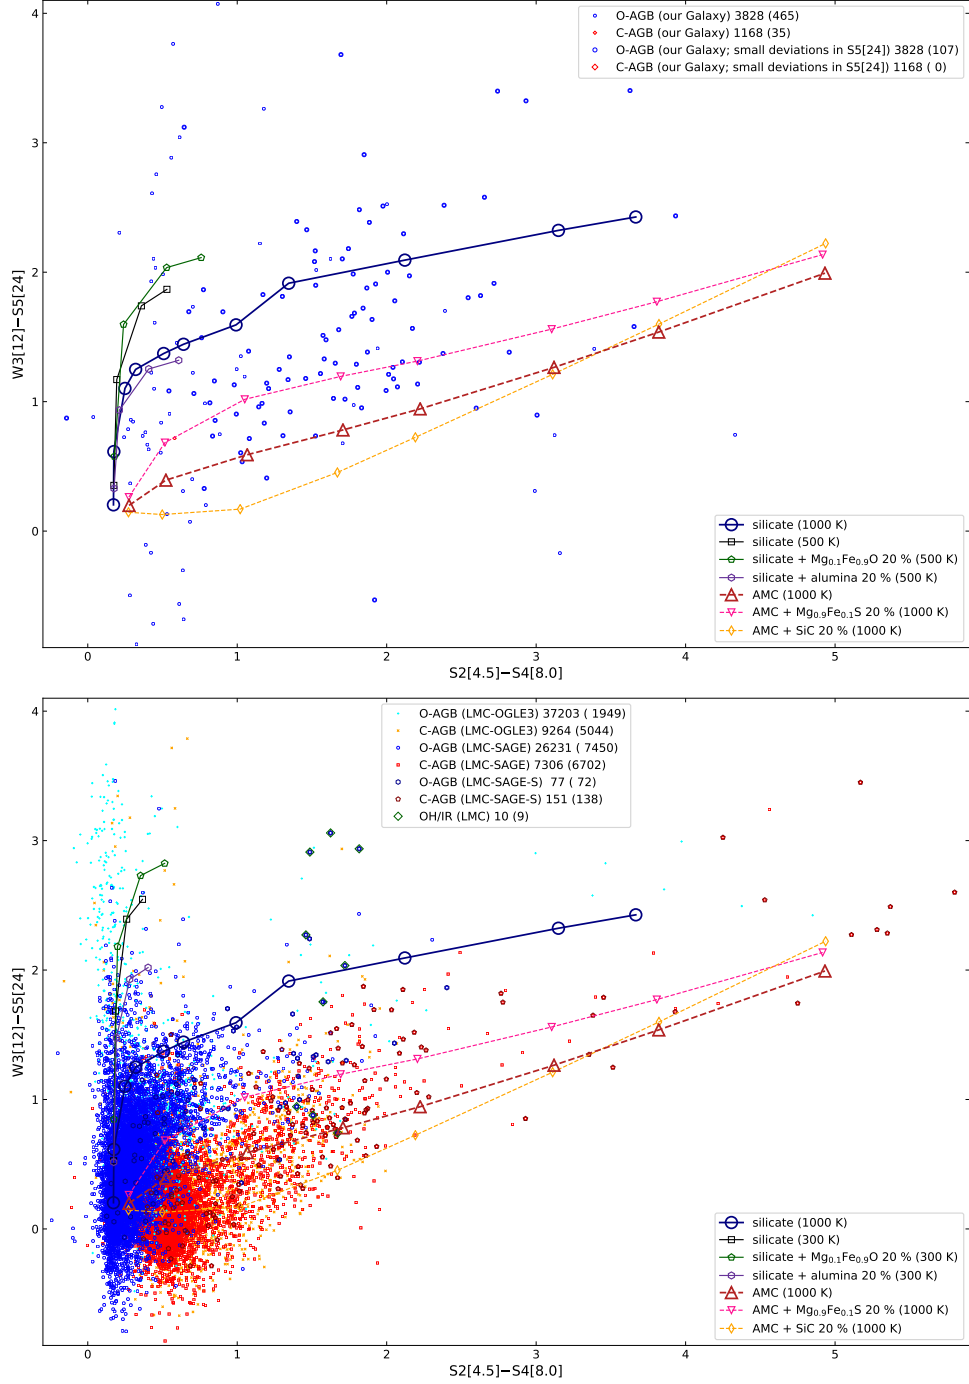 4
3
2
1
0
W3[12]−S5[24]
O-AGB (our Galaxy) 3828 (465)
C-AGB (our Galaxy) 1168 (35)
O-AGB (our Galaxy; small deviations in S5[24]) 3828 (107)
C-AGB (our Galaxy; small deviations in S5[24]) 1168 ( 0)
silicate (1000 K)
silicate (500 K)
silicate + Mg₀.₁Fe₀.₉O 20 % (500 K)
silicate + alumina 20 % (500 K)
AMC (1000 K)
AMC + Mg₀.₉Fe₀.₁S 20 % (1000 K)
AMC + SiC 20 % (1000 K)
0 1 2 3 4 5
S2[4.5]−S4[8.0]
4
3
2
1
0
W3[12]−S5[24]
O-AGB (LMC-OGLE3) 37203 ( 1949)
C-AGB (LMC-OGLE3) 9264 (5044)
O-AGB (LMC-SAGE) 26231 ( 7450)
C-AGB (LMC-SAGE) 7306 (6702)
O-AGB (LMC-SAGE-S) 77 ( 72)
C-AGB (LMC-SAGE-S) 151 (138)
OH/IR (LMC) 10 (9)
silicate (1000 K)
silicate (300 K)
silicate + Mg₀.₁Fe₀.₉O 20 % (300 K)
silicate + alumina 20 % (300 K)
AMC (1000 K)
AMC + Mg₀.₉Fe₀.₁S 20 % (1000 K)
AMC + SiC 20 % (1000 K)
0 1 2 3 4 5
S2[4.5]−S4[8.0]